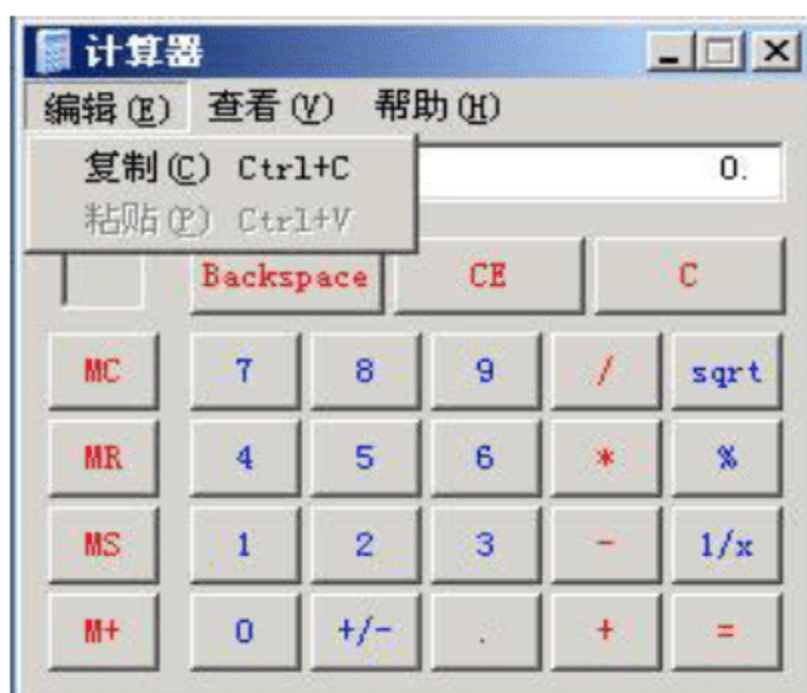 计算器
编辑(E) 查看(V) 帮助(H)
复制(C) Ctrl+C
0.
粘贴(P) Ctrl+V
Backspace CE C
MC 7 8 9 / sqrt
MR 4 5 6 * %
MS 1 2 3 - 1/x
M+ 0 +/- . + =